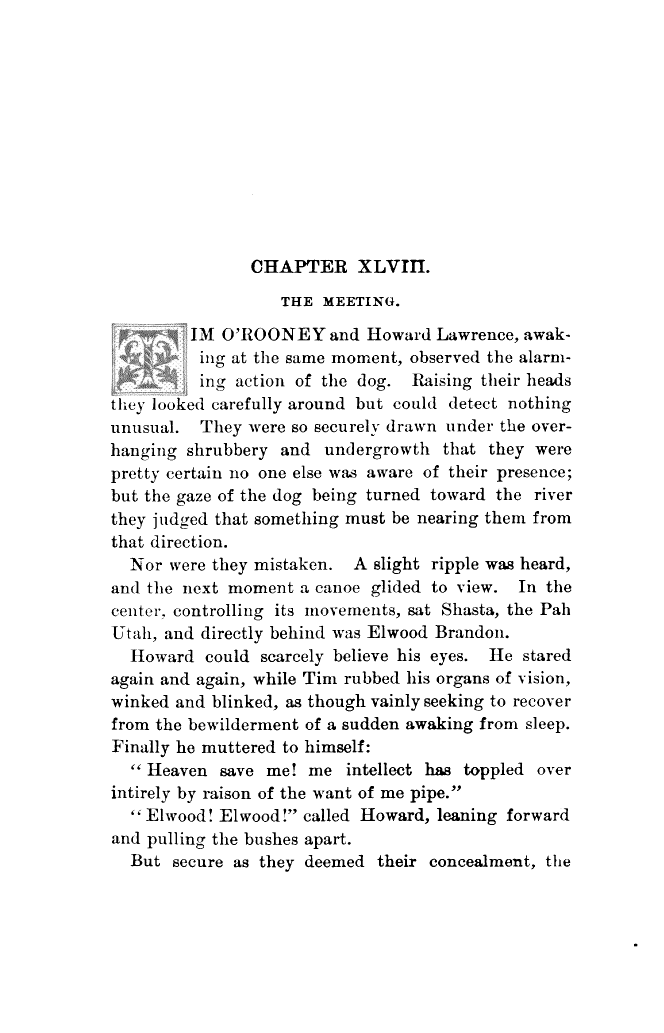 CHAPTER XLVIII.
THE MEETING.
TIM O'ROONEY and Howard Lawrence, awak-
ing at the same moment, observed the alarm-
ing action of the dog. Raising their heads
they looked carefully around but could detect nothing
unusual. They were so securely drawn under the over-
hanging shrubbery and undergrowth that they were
pretty certain no one else was aware of their presence;
but the gaze of the dog being turned toward the river
they judged that something must be nearing them from
that direction.
Nor were they mistaken. A slight ripple was heard,
and the next moment a canoe glided to view. In the
center, controlling its movements, sat Shasta, the Pah
Utah, and directly behind was Elwood Brandon.
Howard could scarcely believe his eyes. He stared
again and again, while Tim rubbed his organs of vision,
winked and blinked, as though vainly seeking to recover
from the bewilderment of a sudden awaking from sleep.
Finally he muttered to himself:
"Heaven save me! me intellect has toppled over
intirely by raison of the want of me pipe."
"Elwood! Elwood!" called Howard, leaning forward
and pulling the bushes apart.
But secure as they deemed their concealment, the